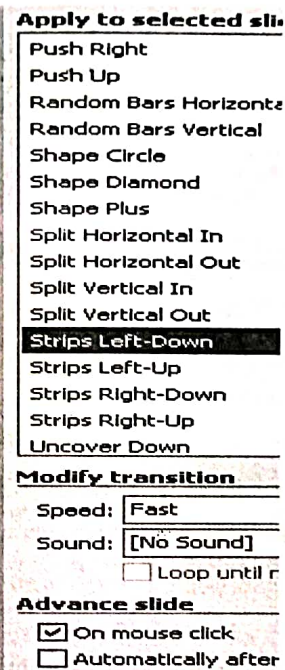 Apply to selected sli
Push Right
Push Up
Random Bars Horizonta
Random Bars Vertical
Shape Circle
Shape Diamond
Shape Plus
Split Horizontal In
Split Horizontal Out
Split Vertical In
Split Vertical Out
Strips Left-Down
Strips Left-Up
Strips Right-Down
Strips Right-Up
Uncover Down
Modify transition
Speed: Fast
Sound: [No Sound]
Loop until r
Advance slide
On mouse click
Automatically after